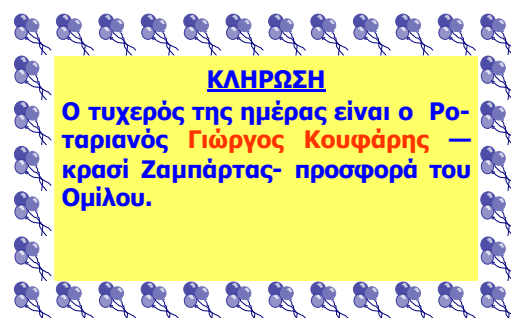 ΚΛΗΡΩΣΗ
Ο τυχερός της ημέρας είναι ο Ρο-
ταριανός Γιώργος Κουφάρης —
κρασί Ζαμπάρτας- προσφορά του
Ομίλου.